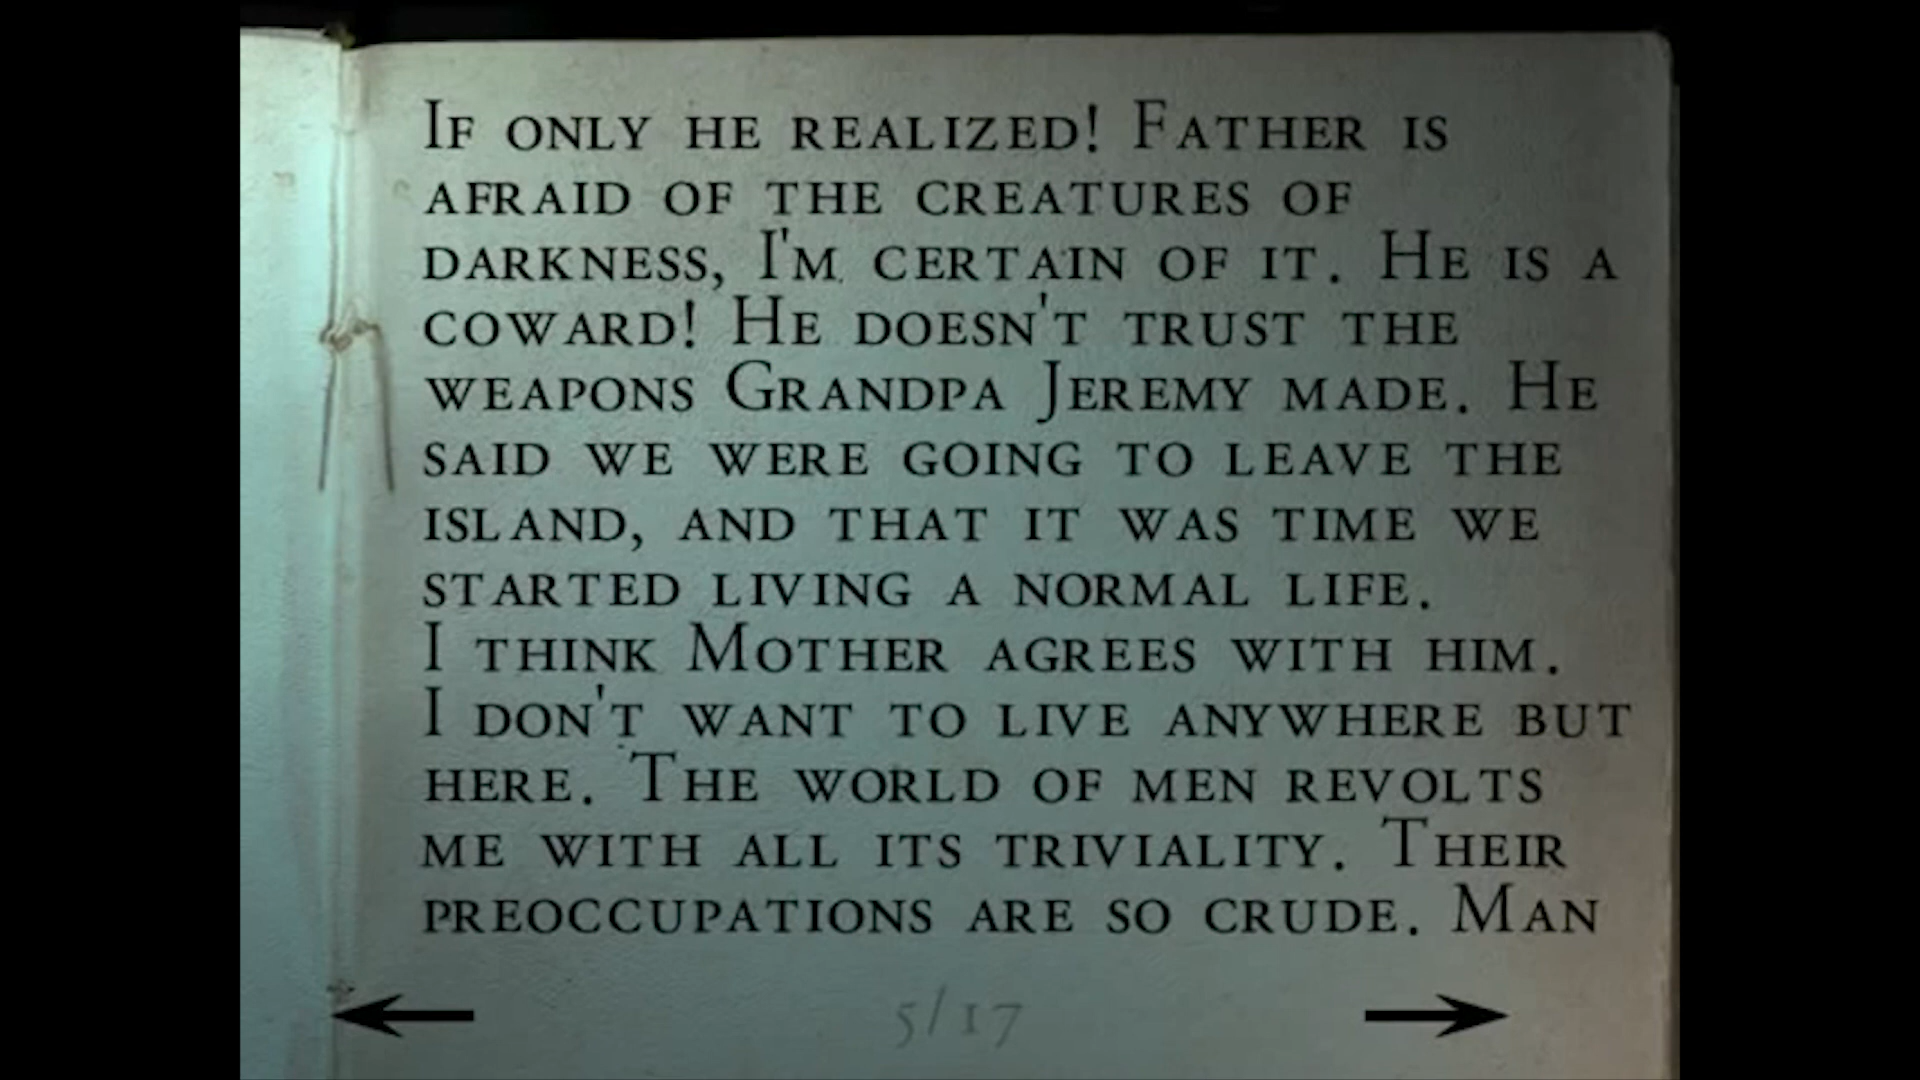 If only he realized! Father is
afraid of the creatures of
darkness, I'm certain of it. He is a
coward! He doesn't trust the
weapons Grandpa Jeremy made. He
said we were going to leave the
island, and that it was time we
started living a normal life.
I think Mother agrees with him.
I don't want to live anywhere but
here. The world of men revolts
me with all its triviality. Their
preoccupations are so crude. Man
5/17